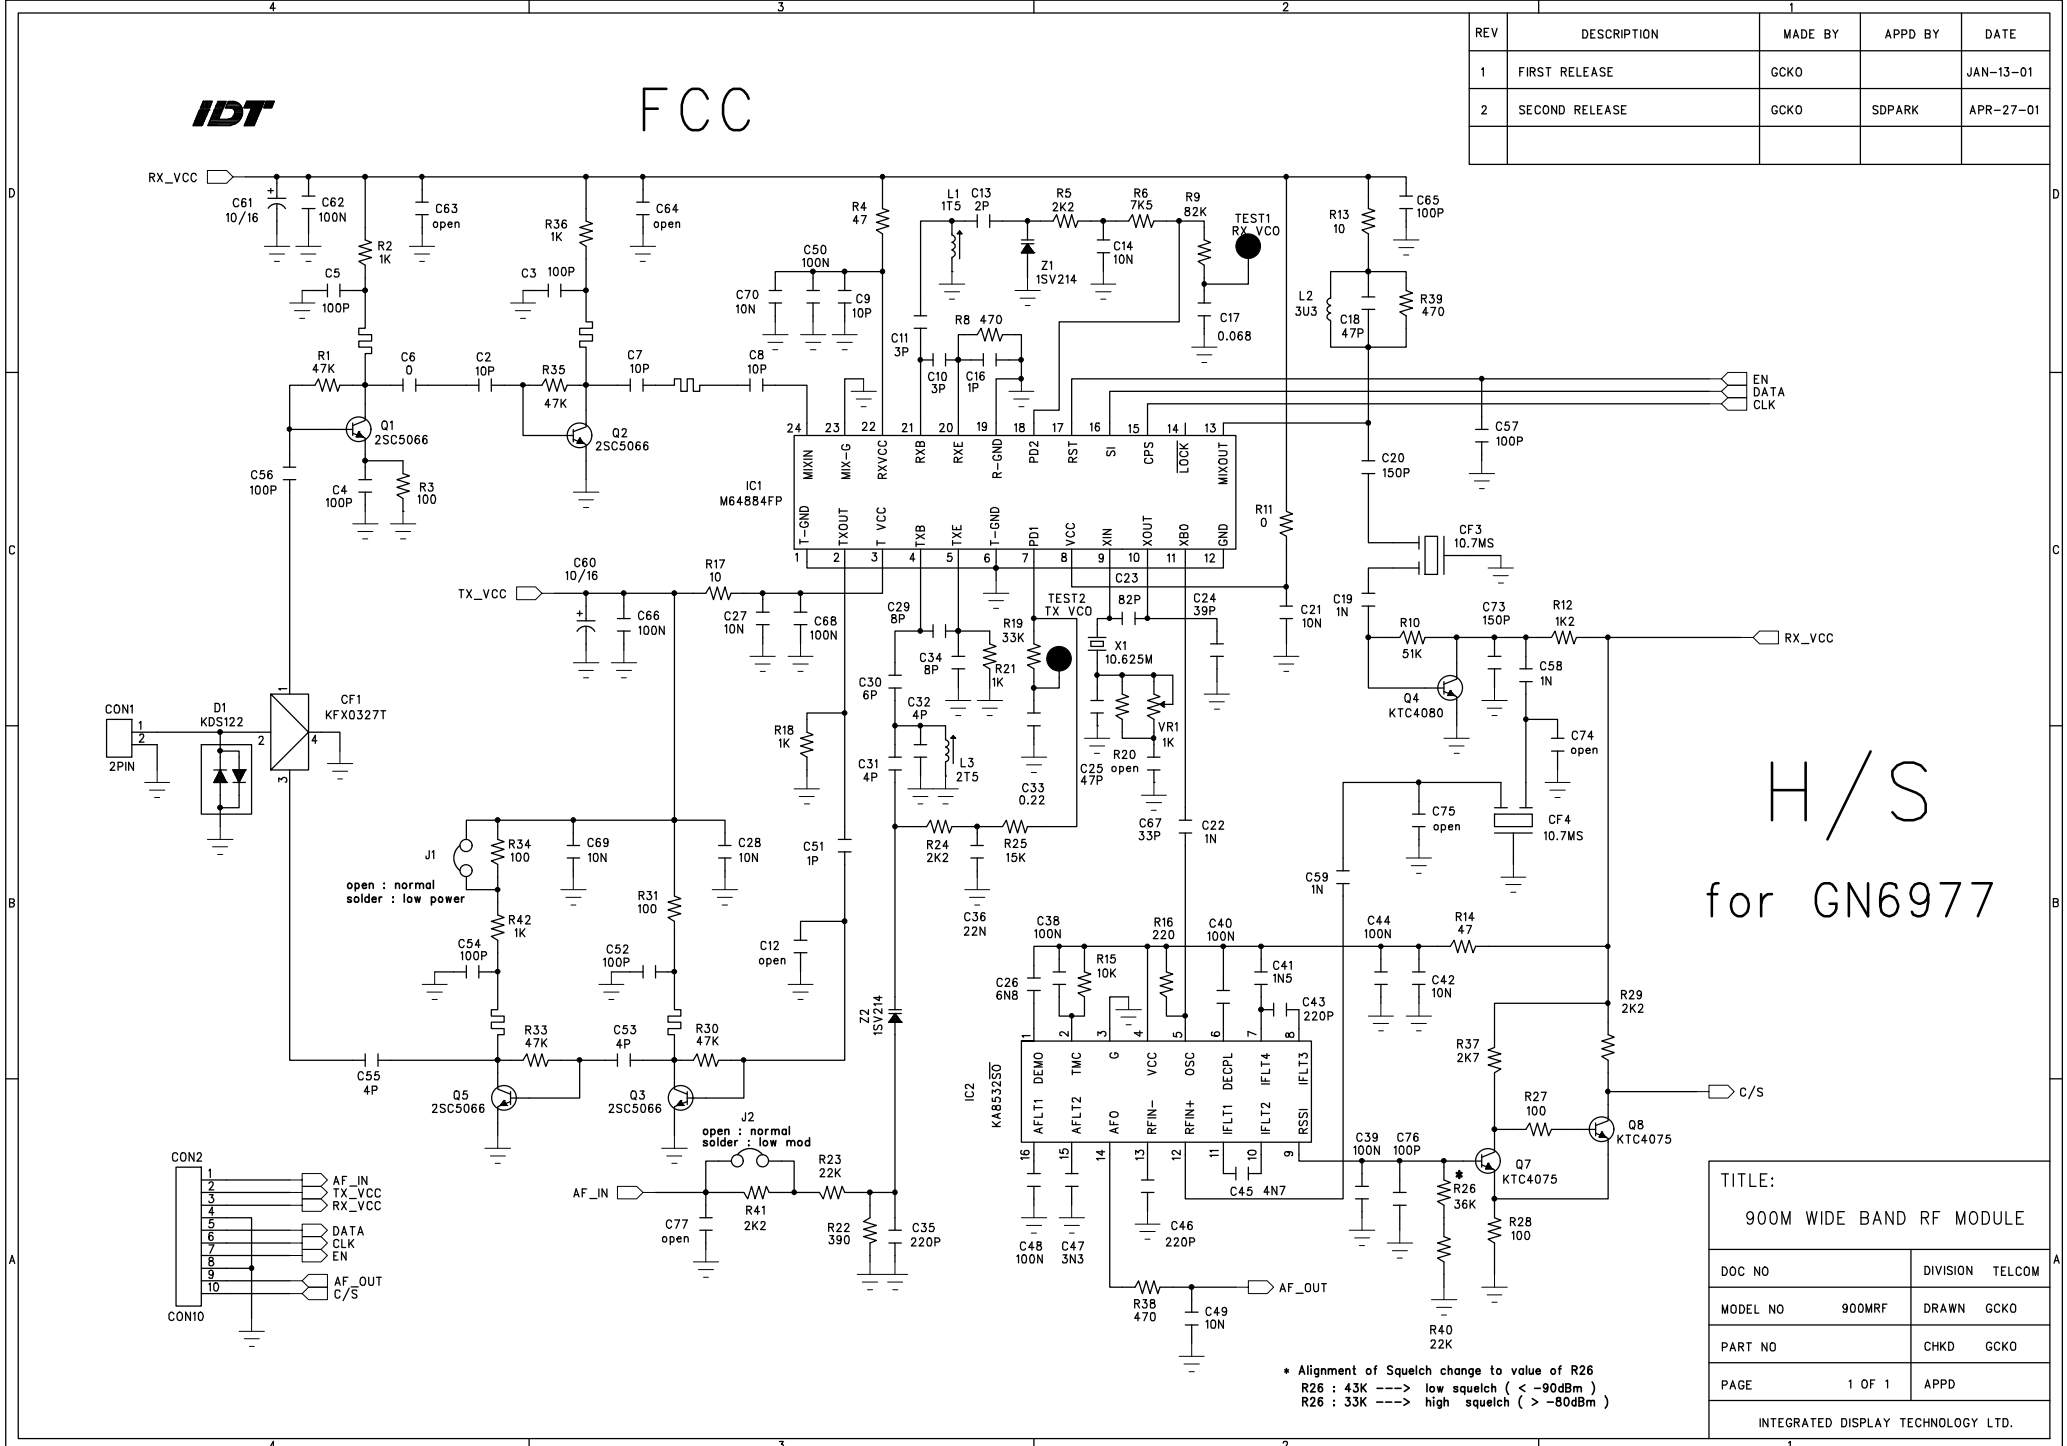 4 3 2 1
REV DESCRIPTION MADE BY APPD BY DATE
1 FIRST RELEASE GCKO JAN-13-01
2 SECOND RELEASE GCKO SDPARK APR-27-01
IDT
FCC
D D
C C
B B
A A
RX_VCC
+
C61
10/16
C62
100N
C63
open
C64
open
R2
1K
R36
1K
C5
100P
C3
100P
R4
47
C50
100N
C70
10N
C9
10P
L1
1T5
C13
2P
R5
2K2
R6
7K5
R9
82K
TEST1
RX VCO
Z1
1SV214
C14
10N
C17
0.068
R13
10
C65
100P
L2
3U3
C18
47P
R39
470
C11
3P
R8 470
C10
3P
C16
1P
R1
47K
C6
0
C2
10P
R35
47K
C7
10P
C8
10P
Q1
2SC5066
Q2
2SC5066
C56
100P
C4
100P
R3
100
EN
DATA
CLK
C57
100P
C20
150P
24 23 22 21 20 19 18 17 16 15 14 13
MIXIN MIX-G RXVCC RXB RXE R-GND PD2 RST SI CPS LOCK MIXOUT
IC1
M64884FP
T-GND TXOUT T VCC TXB TXE T-GND PD1 VCC XIN XOUT XBO GND
1 2 3 4 5 6 7 8 9 10 11 12
R11
0
CF3
10.7MS
TX_VCC
C60
10/16
+
C66
100N
R17
10
C27
10N
C68
100N
C29
8P
C34
8P
R21
1K
TEST2
TX VCO
R19
33K
C23
82P
C24
39P
X1
10.625M
C21
10N
C19
1N
R10
51K
C73
150P
R12
1K2
RX_VCC
C58
1N
Q4
KTC4080
C74
open
C30
6P
C32
4P
C31
4P
L3
2T5
C33
0.22
C25
47P
R20
open
VR1
1K
C67
33P
C22
1N
C75
open
CF4
10.7MS
CON1
1
2
2PIN
D1
KDS122
CF1
KFX0327T
1
2
3
4
R18
1K
C51
1P
R24
2K2
R25
15K
C36
22N
J1
open : normal
solder : low power
R34
100
C69
10N
C28
10N
R42
1K
R31
100
C54
100P
C52
100P
C12
open
C59
1N
H/S
for GN6977
C38
100N
C26
6N8
R15
10K
R16
220
C40
100N
C41
1N5
C43
220P
C44
100N
C42
10N
R14
47
Z2
1SV214
R33
47K
C53
4P
R30
47K
C55
4P
Q5
2SC5066
Q3
2SC5066
1 2 3 4 5 6 7 8
DEMO TMC G VCC OSC DECPL IFLT4 IFLT3
IC2
KA8532SO
AFLT1 AFLT2 AFO RFIN- RFIN+ IFLT1 IFLT2 RSSI
16 15 14 13 12 11 10 9
R29
2K2
R37
2K7
R27
100
Q8
KTC4075
C/S
Q7
KTC4075
C39
100N
C76
100P
*
R26
36K
R28
100
R40
22K
C45 4N7
C48
100N
C47
3N3
C46
220P
R38
470
C49
10N
AF_OUT
J2
open : normal
solder : low mod
AF_IN
R41
2K2
R23
22K
C77
open
R22
390
C35
220P
CON2
1 AF_IN
2 TX_VCC
3 RX_VCC
4
5 DATA
6 CLK
7 EN
8
9 AF_OUT
10 C/S
CON10
* Alignment of Squelch change to value of R26
R26 : 43K ---> low squelch ( < -90dBm )
R26 : 33K ---> high squelch ( > -80dBm )
TITLE:
900M WIDE BAND RF MODULE
DOC NO DIVISION TELCOM
MODEL NO 900MRF DRAWN GCKO
PART NO CHKD GCKO
PAGE 1 OF 1 APPD
INTEGRATED DISPLAY TECHNOLOGY LTD.
4 3 2 1